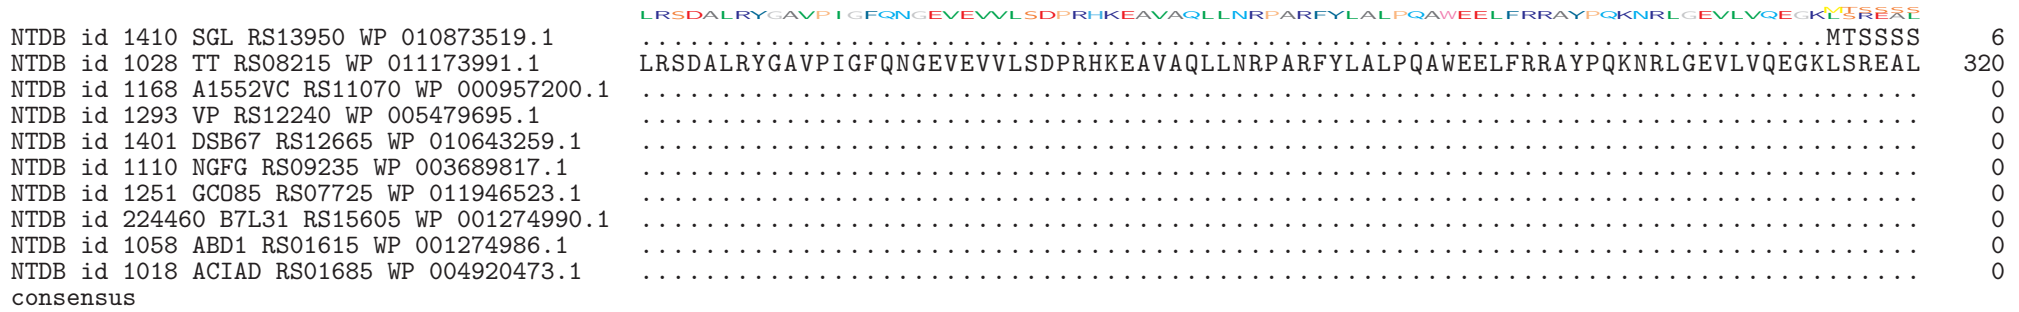 LRSDALRYGAVPIGFQNGEVEVVLSDPRHKEAVAQLLNRPARFYLALPQAWEELFRRAYPQKNRLGEVLVQEGKLSREAL
NTDB id 1410 SGL RS13950 WP 010873519.1 ..........................................................................MTSSSS 6
NTDB id 1028 TT RS08215 WP 011173991.1 LRSDALRYGAVPIGFQNGEVEVVLSDPRHKEAVAQLLNRPARFYLALPQAWEELFRRAYPQKNRLGEVLVQEGKLSREAL 320
NTDB id 1168 A1552VC RS11070 WP 000957200.1 ................................................................................ 0
NTDB id 1293 VP RS12240 WP 005479695.1 ................................................................................ 0
NTDB id 1401 DSB67 RS12665 WP 010643259.1 ................................................................................ 0
NTDB id 1110 NGFG RS09235 WP 003689817.1 ................................................................................ 0
NTDB id 1251 GCO85 RS07725 WP 011946523.1 ................................................................................ 0
NTDB id 224460 B7L31 RS15605 WP 001274990.1 ................................................................................ 0
NTDB id 1058 ABD1 RS01615 WP 001274986.1 ................................................................................ 0
NTDB id 1018 ACIAD RS01685 WP 004920473.1 ................................................................................ 0
consensus